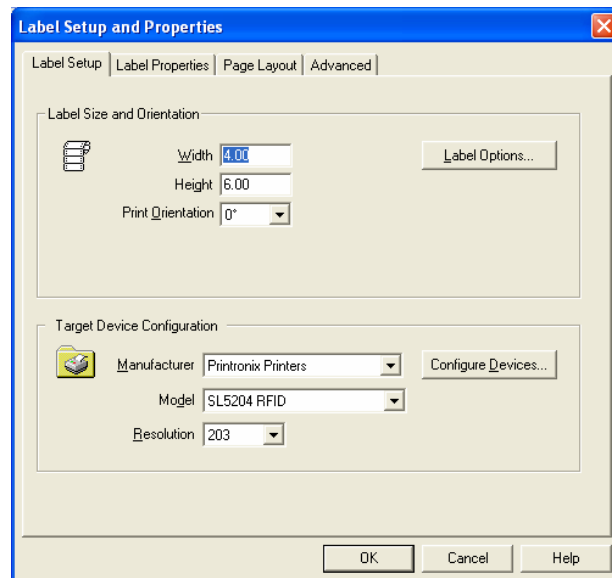 Label Setup and Properties
Label Setup Label Properties Page Layout Advanced
Label Size and Orientation
Width 4.00 Label Options...
Height 6.00
Print Orientation 0°
Target Device Configuration
Manufacturer Printronix Printers Configure Devices...
Model SL5204 RFID
Resolution 203
OK Cancel Help